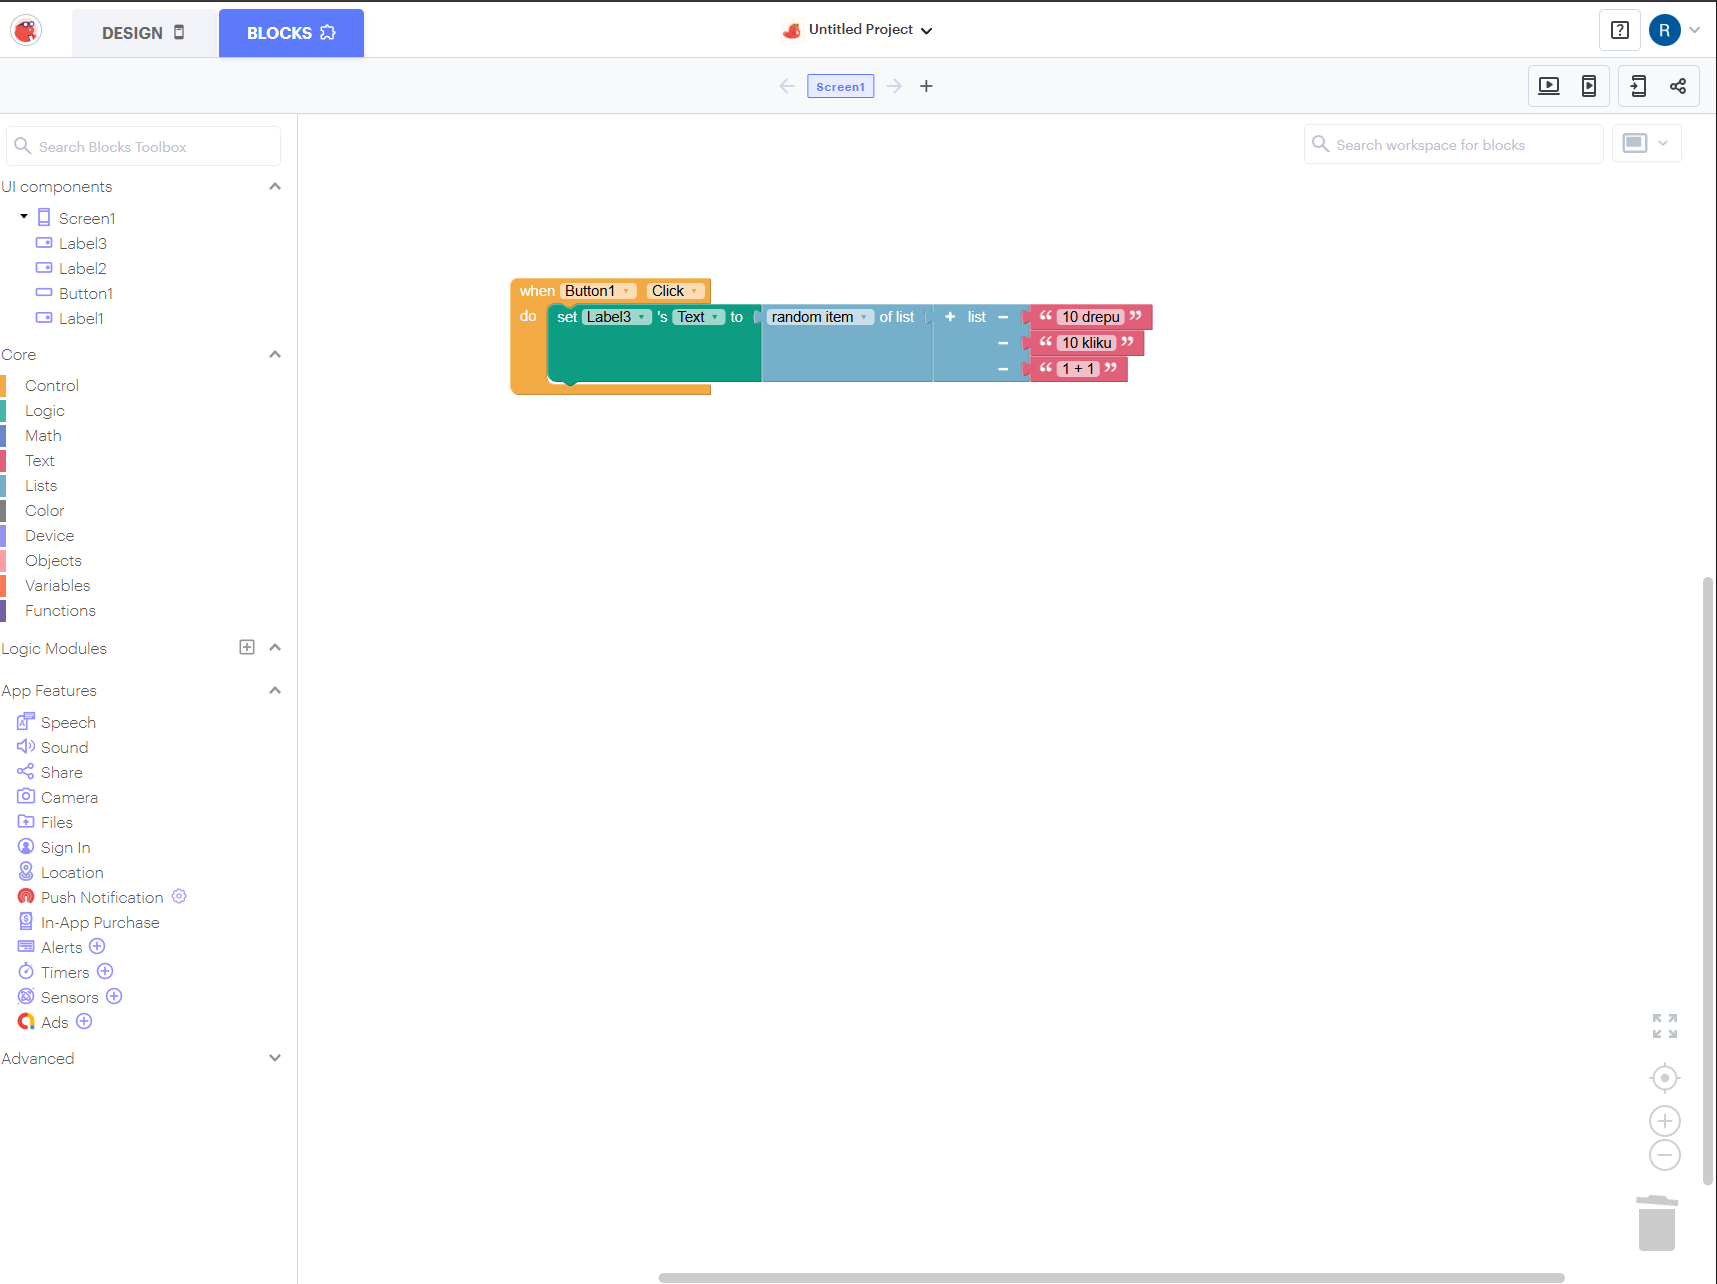 DESIGN
BLOCKS
Untitled Project
R
Screen1
Search Blocks Toolbox
Search workspace for blocks
UI components
Screen1
Label3
Label2
Button1
Label1
Core
Control
Logic
Math
Text
Lists
Color
Device
Objects
Variables
Functions
Logic Modules
App Features
Speech
Sound
Share
Camera
Files
Sign In
Location
Push Notification
In-App Purchase
Alerts
Timers
Sensors
Ads
Advanced
when Button1 Click
do set Label3 's Text to random item of list + list − “ 10 drepu ”
− “ 10 kliku ”
− “ 1 + 1 ”